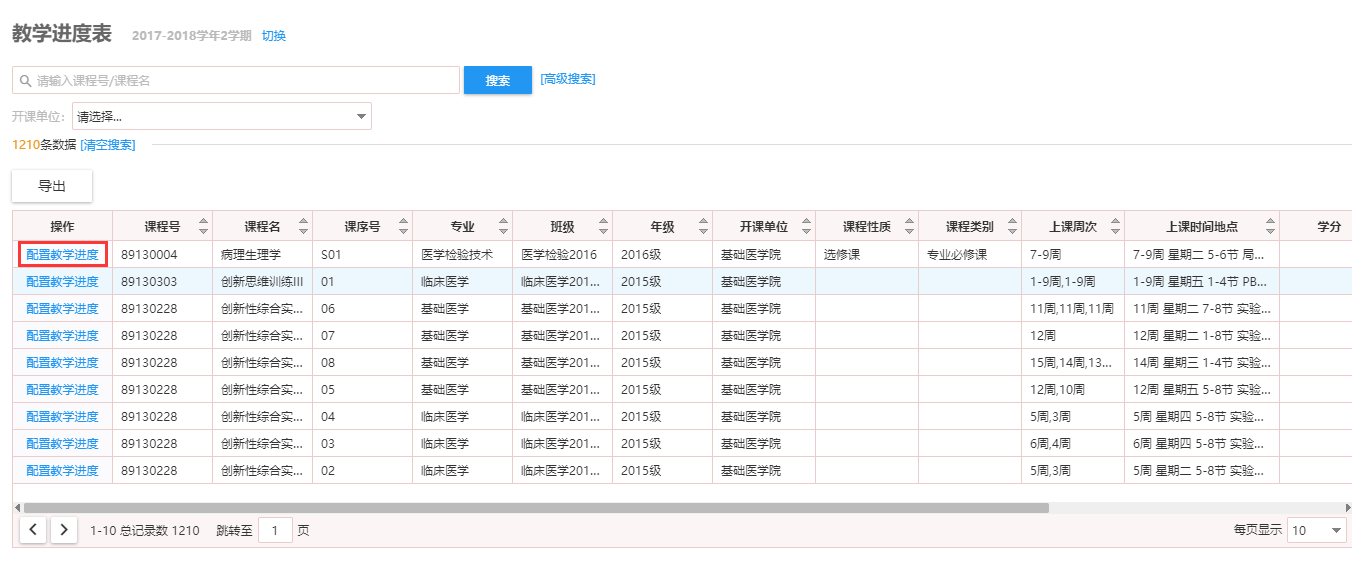 教学进度表 2017-2018学年2学期 切换
请输入课程号/课程名 搜索 [高级搜索]
开课单位: 请选择...
1210条数据 [清空搜索]
导出
操作 课程号 课程名 课序号 专业 班级 年级 开课单位 课程性质 课程类别 上课周次 上课时间地点 学分
配置教学进度 89130004 病理生理学 S01 医学检验技术 医学检验2016 2016级 基础医学院 选修课 专业必修课 7-9周 7-9周 星期二 5-6节 局...
配置教学进度 89130303 创新思维训练III 01 临床医学 临床医学201... 2015级 基础医学院 1-9周,1-9周 1-9周 星期五 1-4节 PB...
配置教学进度 89130228 创新性综合实... 06 基础医学 基础医学201... 2015级 基础医学院 11周,11周,11周 11周 星期二 7-8节 实验...
配置教学进度 89130228 创新性综合实... 07 基础医学 基础医学201... 2015级 基础医学院 12周 12周 星期二 1-8节 实验...
配置教学进度 89130228 创新性综合实... 08 基础医学 基础医学201... 2015级 基础医学院 15周,14周,13... 14周 星期三 1-4节 实验...
配置教学进度 89130228 创新性综合实... 05 基础医学 基础医学201... 2015级 基础医学院 12周,10周 12周 星期五 5-8节 实验...
配置教学进度 89130228 创新性综合实... 04 临床医学 临床医学201... 2015级 基础医学院 5周,3周 5周 星期四 5-8节 实验...
配置教学进度 89130228 创新性综合实... 03 临床医学 临床医学201... 2015级 基础医学院 6周,4周 6周 星期四 5-8节 实验...
配置教学进度 89130228 创新性综合实... 02 临床医学 临床医学201... 2015级 基础医学院 5周,3周 5周 星期二 5-8节 实验...
1-10 总记录数 1210 跳转至 1 页 每页显示 10